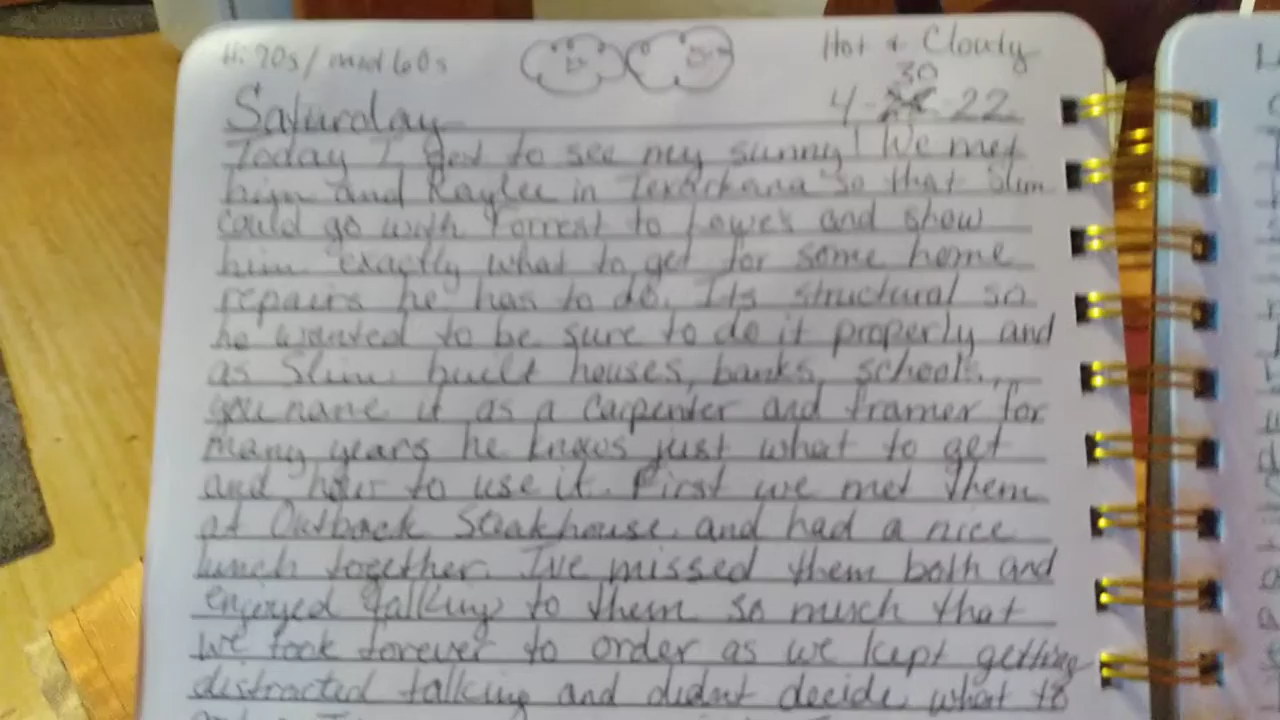 Hi 70s / mid 60s
Hot & Cloudy
30
Saturday 4- -22
Today I got to see my sunny! We met
him and Kaylee in Texarkana so that Slim
could go with Forrest to Lowe's and show
him exactly what to get for some home
repairs he has to do. Its structural so
he wanted to be sure to do it properly and
as Slim built houses, banks, schools,
you name it as a carpenter and framer for
many years he knows just what to get
and how to use it. First we met them
at Outback Steakhouse and had a nice
lunch together. I've missed them both and
enjoyed talking to them so much that
we took forever to order as we kept getting
distracted talking and didnt decide what to